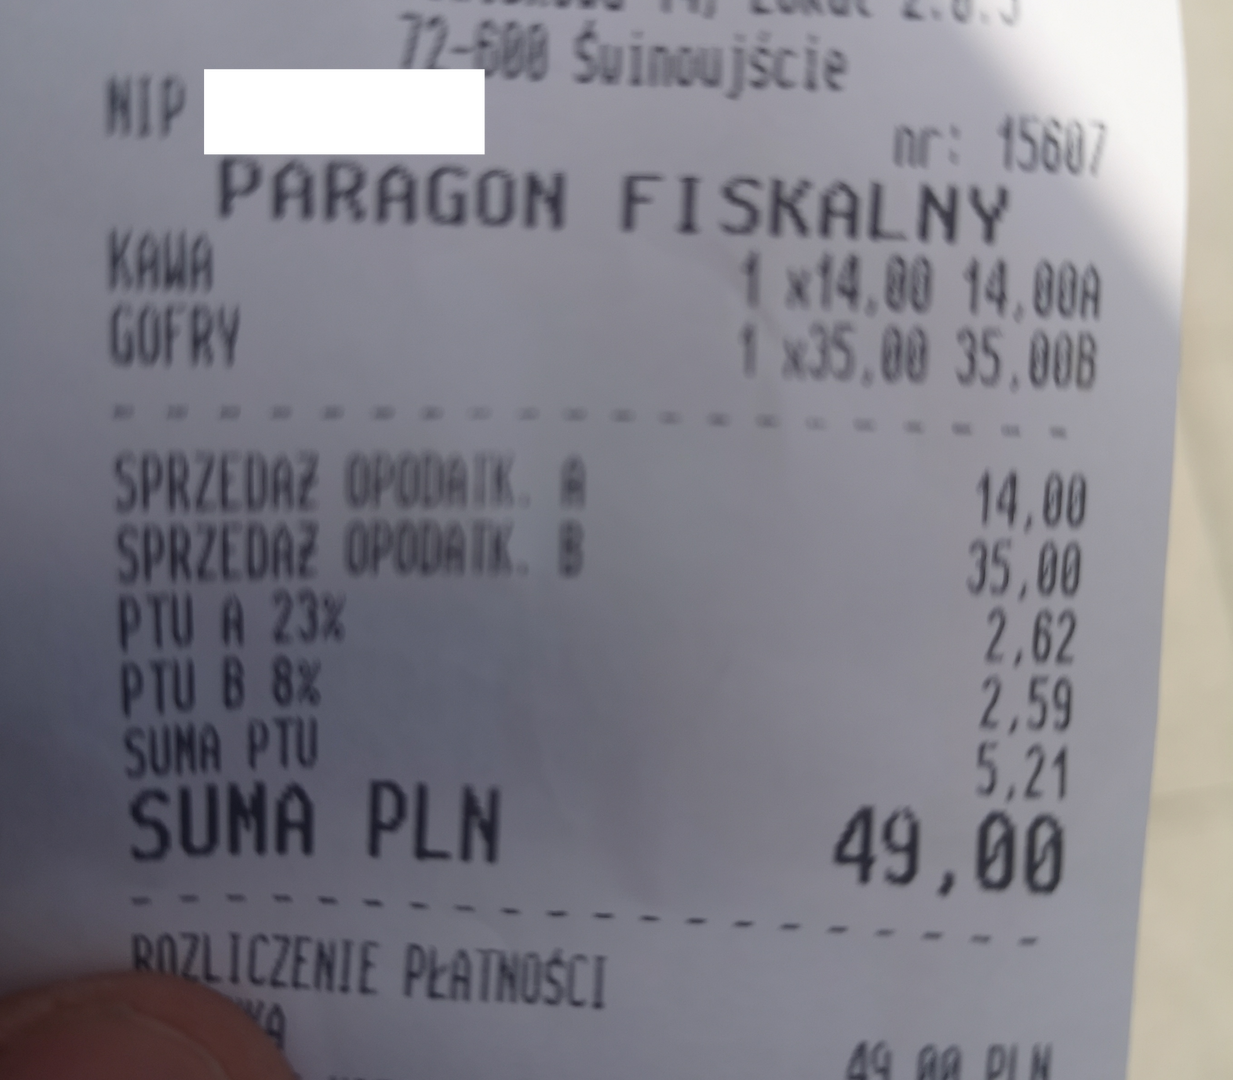 72-600 Świnoujście
NIP
nr: 15607
PARAGON FISKALNY
KAWA 1 x14,00 14,00A
GOFRY 1 x35,00 35,00B
SPRZEDAŻ OPODATK. A 14,00
SPRZEDAŻ OPODATK. B 35,00
PTU A 23% 2,62
PTU B 8% 2,59
SUMA PTU 5,21
SUMA PLN 49,00
ROZLICZENIE PŁATNOŚCI
49,00 PLN